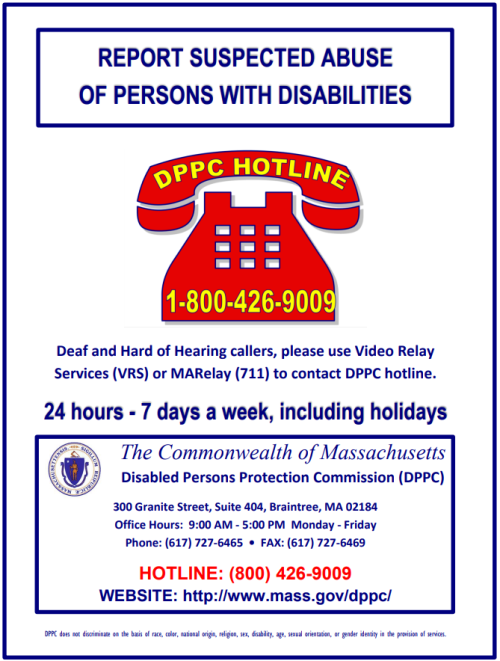 REPORT SUSPECTED ABUSE
OF PERSONS WITH DISABILITIES
DPPC HOTLINE
1-800-426-9009
Deaf and Hard of Hearing callers, please use Video Relay
Services (VRS) or MARelay (711) to contact DPPC hotline.
24 hours - 7 days a week, including holidays
The Commonwealth of Massachusetts
Disabled Persons Protection Commission (DPPC)
300 Granite Street, Suite 404, Braintree, MA 02184
Office Hours: 9:00 AM - 5:00 PM Monday - Friday
Phone: (617) 727-6465 • FAX: (617) 727-6469
HOTLINE: (800) 426-9009
WEBSITE: http://www.mass.gov/dppc/
DPPC does not discriminate on the basis of race, color, national origin, religion, sex, disability, age, sexual orientation, or gender identity in the provision of services.